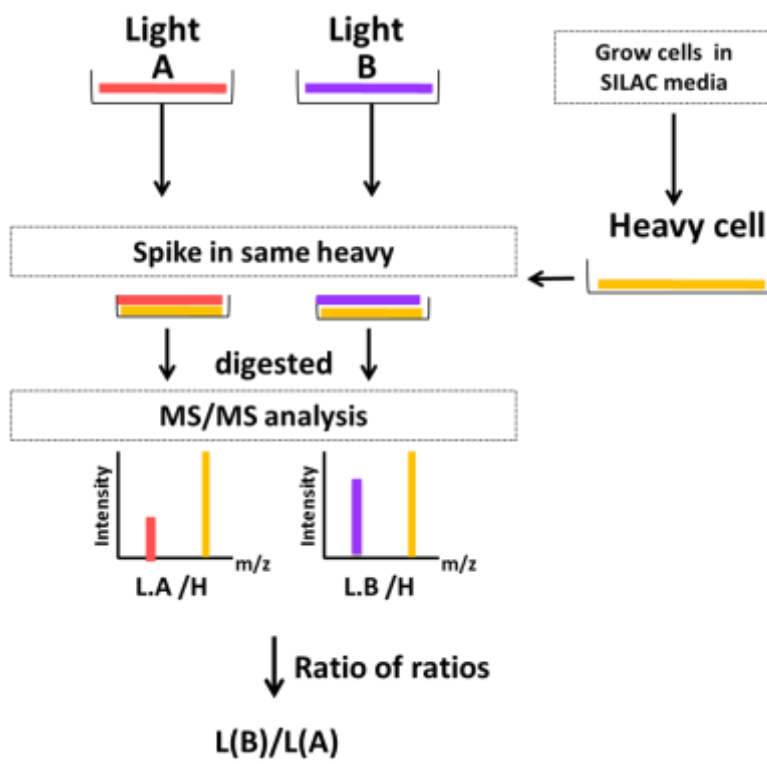 Light
A
Light
B
Grow cells in
SILAC media
Heavy cell
Spike in same heavy
digested
MS/MS analysis
Intensity
m/z
L.A /H
Intensity
m/z
L.B /H
Ratio of ratios
L(B)/L(A)